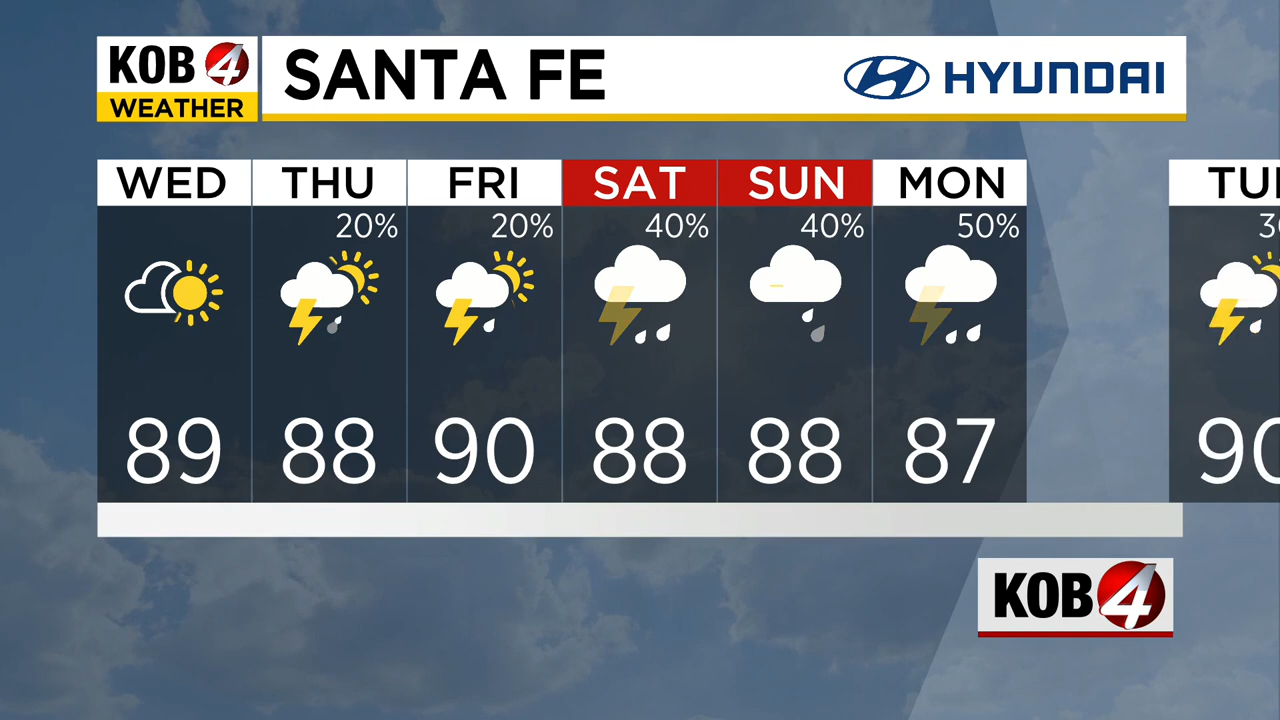 KOB 4
WEATHER
SANTA FE
HYUNDAI
WED THU FRI SAT SUN MON
20% 20% 40% 40% 50%
89 88 90 88 88 87
KOB 4